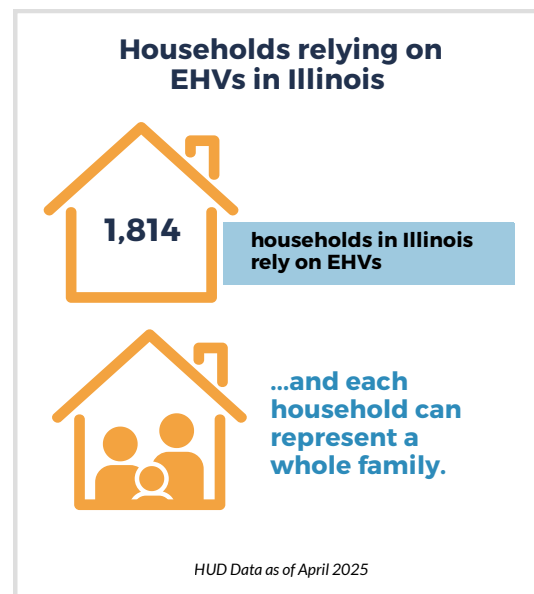 Households relying on
EHVs in Illinois
1,814
households in Illinois
rely on EHVs
...and each
household can
represent a
whole family.
HUD Data as of April 2025